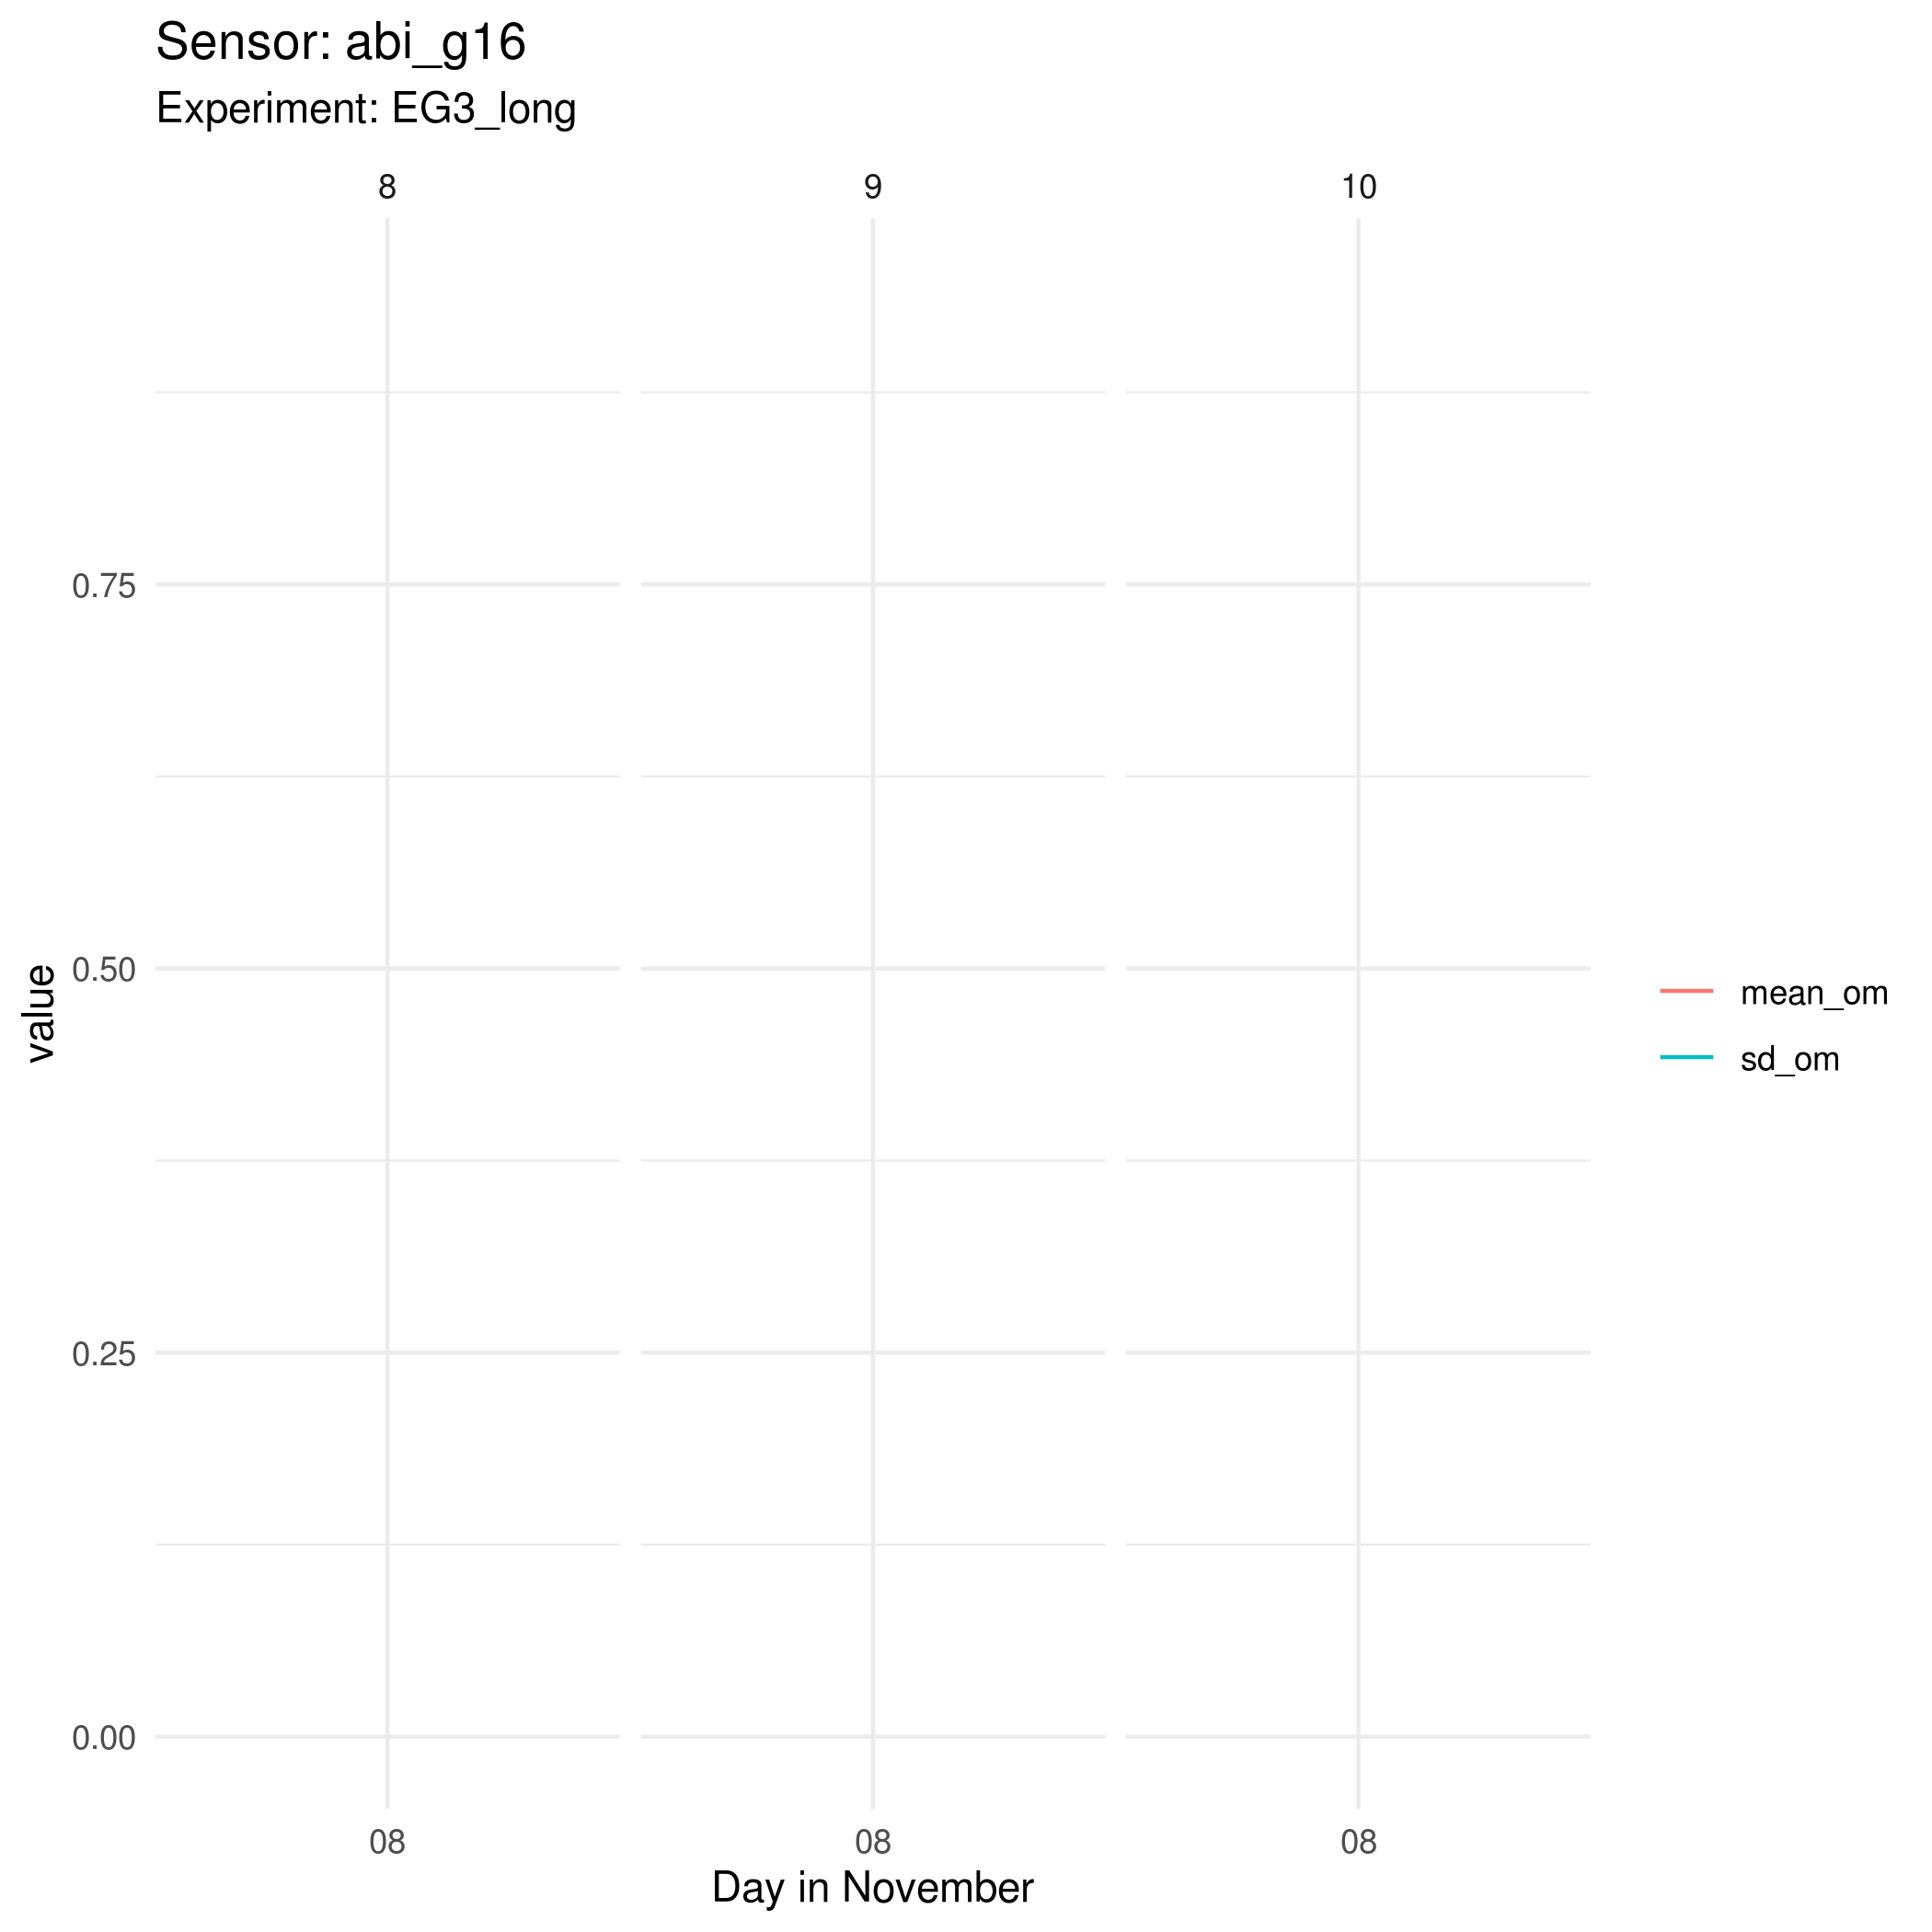 Sensor: abi_g16
Experiment: EG3_long
8 9 10
0.75
0.50
0.25
0.00
value
mean_om
sd_om
08 08 08
Day in November